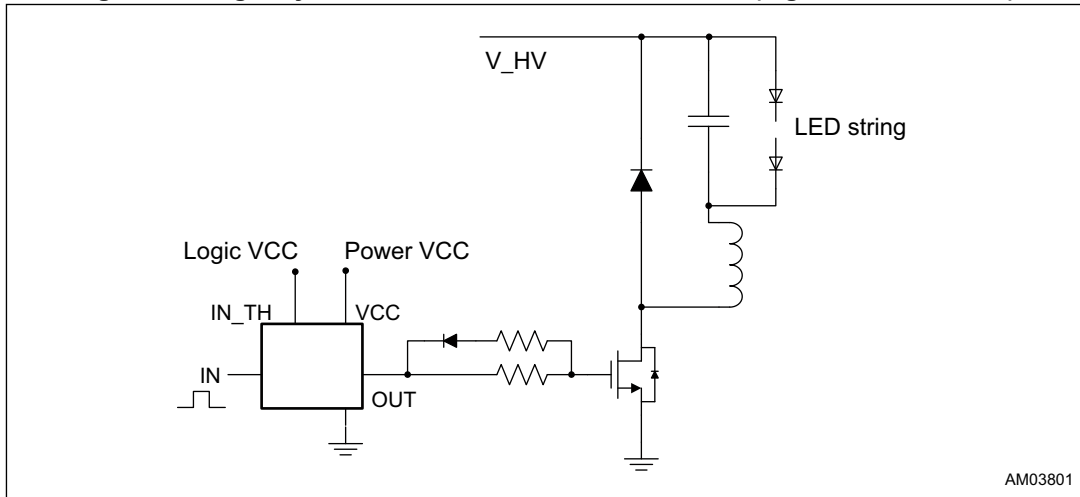 V_HV
LED string
Logic VCC
Power VCC
IN_TH
VCC
IN
OUT
AM03801